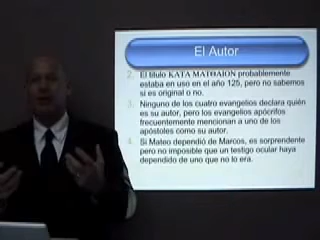 El Autor
2. El título ΚΑΤΑ ΜΑΤΘΑΙΟΝ probablemente
estaba en uso en el año 125, pero no sabemos
si es original o no.
3. Ninguno de los cuatro evangelios declara quién
es su autor, pero los evangelios apócrifos
frecuentemente mencionan a uno de los
apóstoles como su autor.
4. Si Mateo dependió de Marcos, es sorprendente
pero no imposible que un testigo ocular haya
dependido de uno que no lo era.